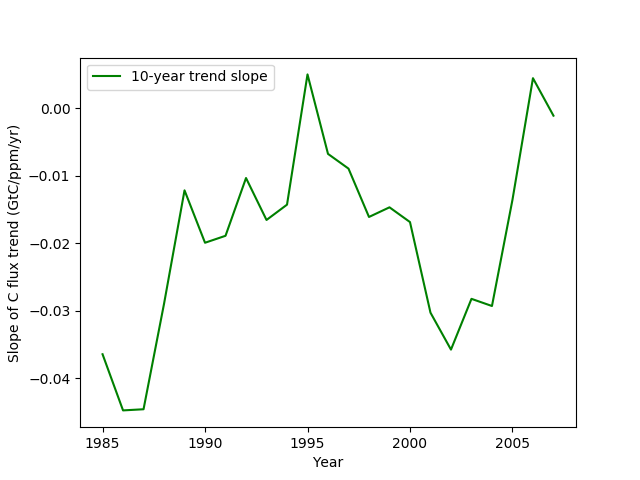 10-year trend slope
0.00
−0.01
−0.02
−0.03
−0.04
Slope of C flux trend (GtC/ppm/yr)
1985 1990 1995 2000 2005
Year